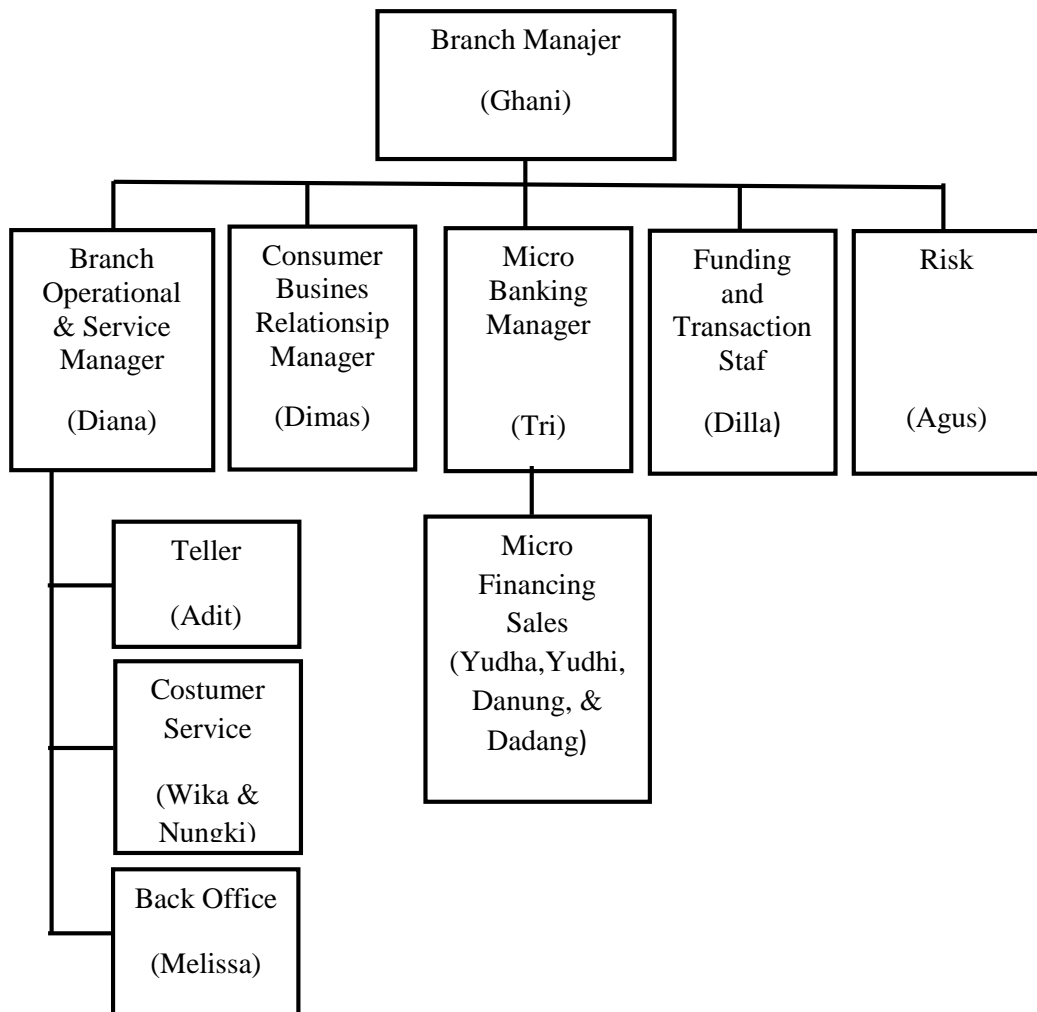 Branch Manajer
(Ghani)
Branch
Operational
& Service
Manager
(Diana)
Consumer
Busines
Relationsip
Manager
(Dimas)
Micro
Banking
Manager
(Tri)
Funding
and
Transaction
Staf
(Dilla)
Risk
(Agus)
Teller
(Adit)
Costumer
Service
(Wika &
Nungki)
Back Office
(Melissa)
Micro
Financing
Sales
(Yudha,Yudhi,
Danung, &
Dadang)